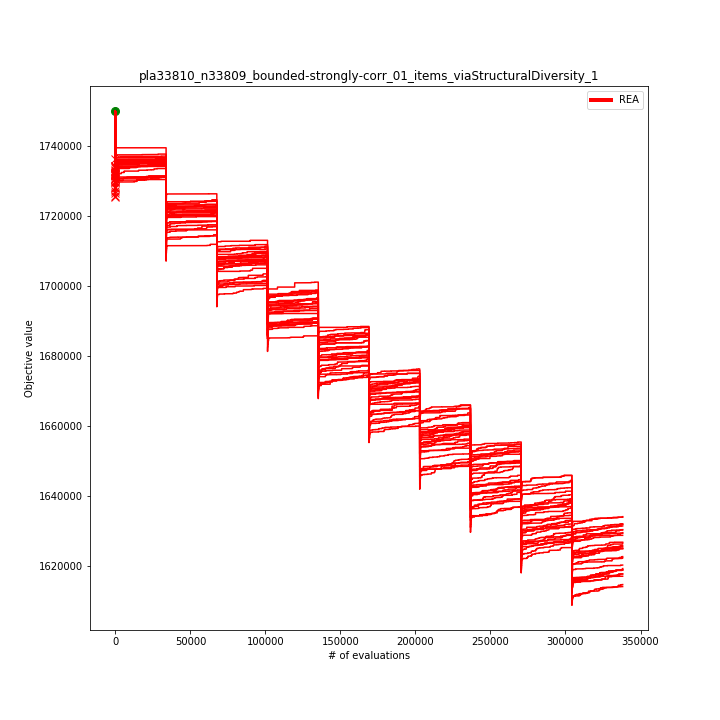 pla33810_n33809_bounded-strongly-corr_01_items_viaStructuralDiversity_1
REA
Objective value
1740000
1720000
1700000
1680000
1660000
1640000
1620000
0 50000 100000 150000 200000 250000 300000 350000
# of evaluations